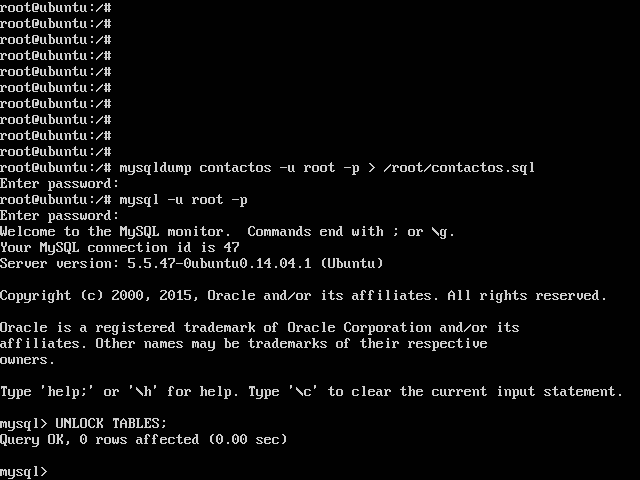 root@ubuntu:/#
root@ubuntu:/#
root@ubuntu:/#
root@ubuntu:/#
root@ubuntu:/#
root@ubuntu:/#
root@ubuntu:/#
root@ubuntu:/#
root@ubuntu:/#
root@ubuntu:/#
root@ubuntu:/# mysqldump contactos -u root -p > /root/contactos.sql
Enter password:
root@ubuntu:/# mysql -u root -p
Enter password:
Welcome to the MySQL monitor.  Commands end with ; or \g.
Your MySQL connection id is 47
Server version: 5.5.47-0ubuntu0.14.04.1 (Ubuntu)
Copyright (c) 2000, 2015, Oracle and/or its affiliates. All rights reserved.
Oracle is a registered trademark of Oracle Corporation and/or its
affiliates. Other names may be trademarks of their respective
owners.
Type 'help;' or '\h' for help. Type '\c' to clear the current input statement.
mysql> UNLOCK TABLES;
Query OK, 0 rows affected (0.00 sec)
mysql>